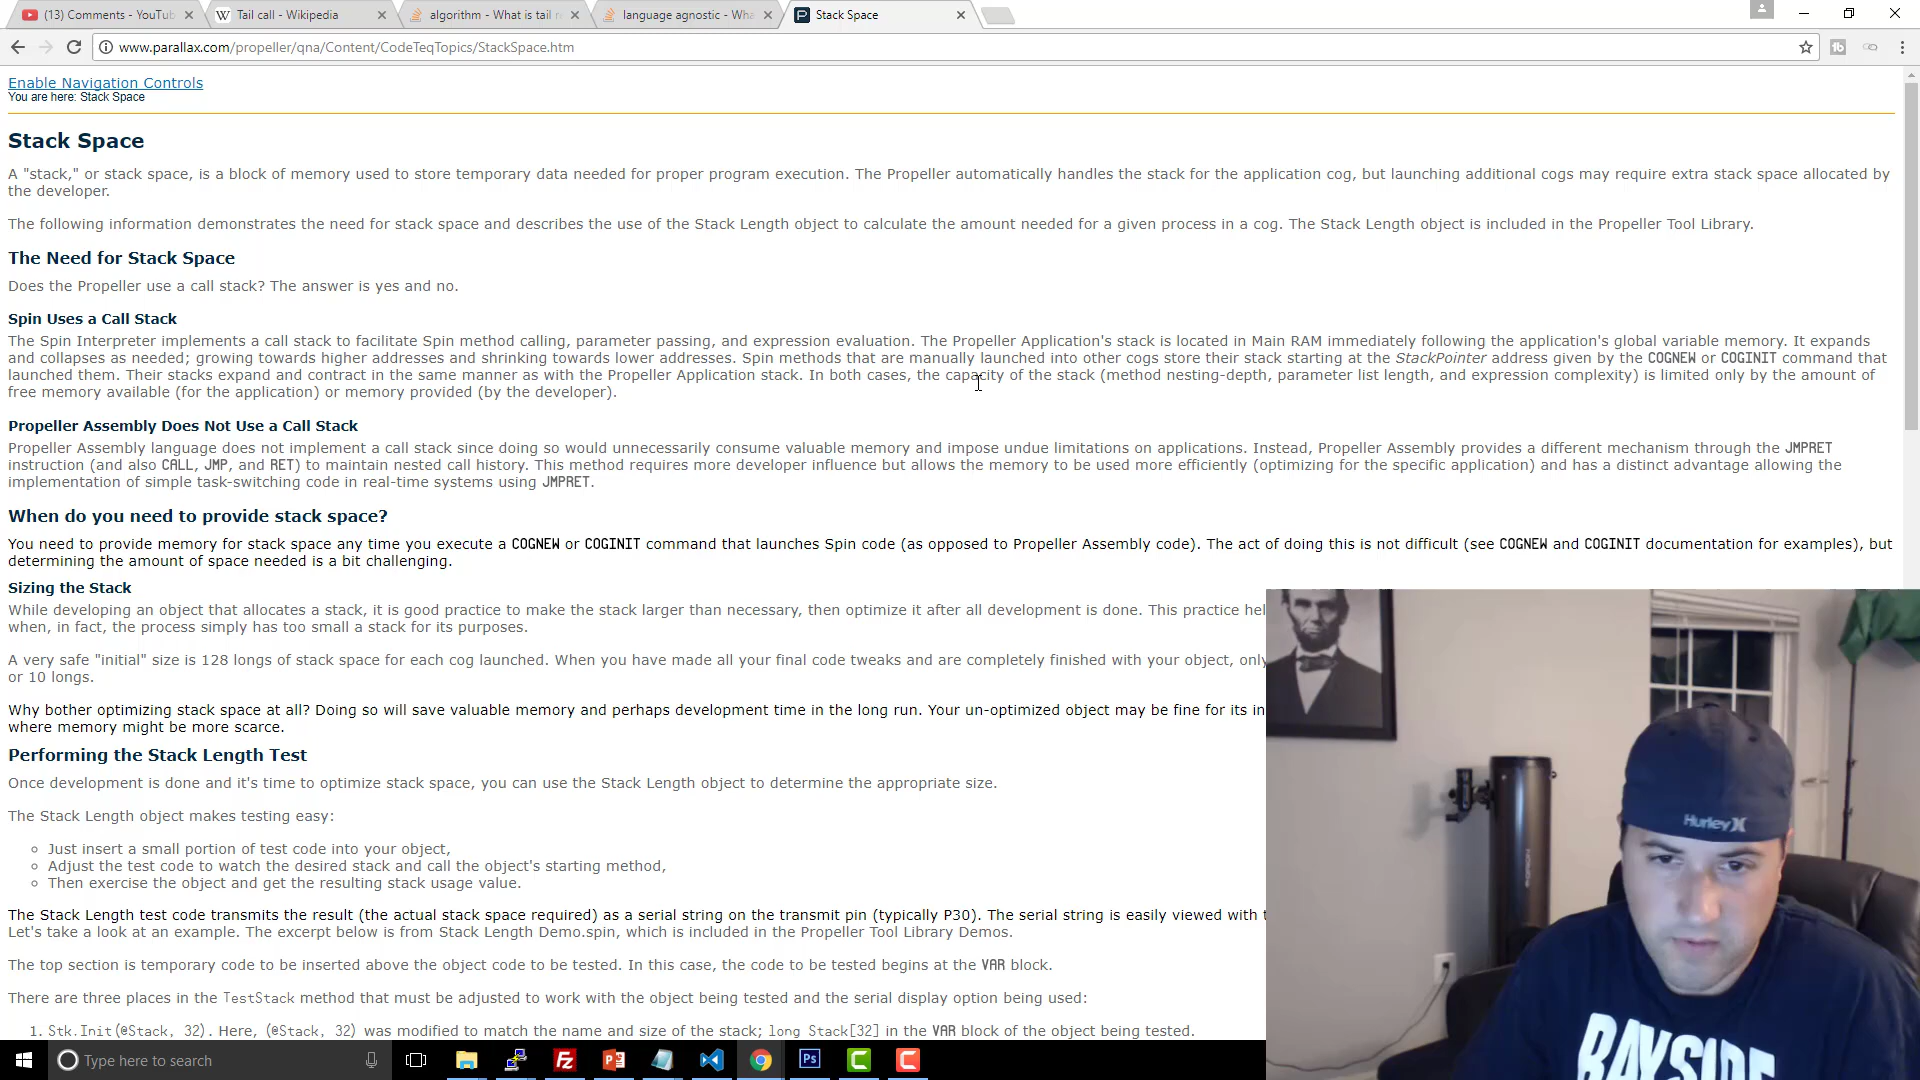 (13) Comments - YouTub
Tail call - Wikipedia
algorithm - What is tail r
language agnostic - Wha
Stack Space
www.parallax.com/propeller/qna/Content/CodeTeqTopics/StackSpace.htm
Enable Navigation Controls
You are here: Stack Space
Stack Space
A "stack," or stack space, is a block of memory used to store temporary data needed for proper program execution. The Propeller automatically handles the stack for the application cog, but launching additional cogs may require extra stack space allocated by
the developer.
The following information demonstrates the need for stack space and describes the use of the Stack Length object to calculate the amount needed for a given process in a cog. The Stack Length object is included in the Propeller Tool Library.
The Need for Stack Space
Does the Propeller use a call stack? The answer is yes and no.
Spin Uses a Call Stack
The Spin Interpreter implements a call stack to facilitate Spin method calling, parameter passing, and expression evaluation. The Propeller Application's stack is located in Main RAM immediately following the application's global variable memory. It expands
and collapses as needed; growing towards higher addresses and shrinking towards lower addresses. Spin methods that are manually launched into other cogs store their stack starting at the StackPointer address given by the COGNEW or COGINIT command that
launched them. Their stacks expand and contract in the same manner as with the Propeller Application stack. In both cases, the capacity of the stack (method nesting-depth, parameter list length, and expression complexity) is limited only by the amount of
free memory available (for the application) or memory provided (by the developer).
Propeller Assembly Does Not Use a Call Stack
Propeller Assembly language does not implement a call stack since doing so would unnecessarily consume valuable memory and impose undue limitations on applications. Instead, Propeller Assembly provides a different mechanism through the JMPRET
instruction (and also CALL, JMP, and RET) to maintain nested call history. This method requires more developer influence but allows the memory to be used more efficiently (optimizing for the specific application) and has a distinct advantage allowing the
implementation of simple task-switching code in real-time systems using JMPRET.
When do you need to provide stack space?
You need to provide memory for stack space any time you execute a COGNEW or COGINIT command that launches Spin code (as opposed to Propeller Assembly code). The act of doing this is not difficult (see COGNEW and COGINIT documentation for examples), but
determining the amount of space needed is a bit challenging.
Sizing the Stack
While developing an object that allocates a stack, it is good practice to make the stack larger than necessary, then optimize it after all development is done. This practice hel
when, in fact, the process simply has too small a stack for its purposes.
A very safe "initial" size is 128 longs of stack space for each cog launched. When you have made all your final code tweaks and are completely finished with your object, only
or 10 longs.
Why bother optimizing stack space at all? Doing so will save valuable memory and perhaps development time in the long run. Your un-optimized object may be fine for its in
where memory might be more scarce.
Performing the Stack Length Test
Once development is done and it's time to optimize stack space, you can use the Stack Length object to determine the appropriate size.
The Stack Length object makes testing easy:
Just insert a small portion of test code into your object,
Adjust the test code to watch the desired stack and call the object's starting method,
Then exercise the object and get the resulting stack usage value.
The Stack Length test code transmits the result (the actual stack space required) as a serial string on the transmit pin (typically P30). The serial string is easily viewed with t
Let's take a look at an example. The excerpt below is from Stack Length Demo.spin, which is included in the Propeller Tool Library Demos.
The top section is temporary code to be inserted above the object code to be tested. In this case, the code to be tested begins at the VAR block.
There are three places in the TestStack method that must be adjusted to work with the object being tested and the serial display option being used:
1. Stk.Init(@Stack, 32). Here, (@Stack, 32) was modified to match the name and size of the stack; long Stack[32] in the VAR block of the object being tested.
Hurley
BAYSIDE
Type here to search
Fz
Ps